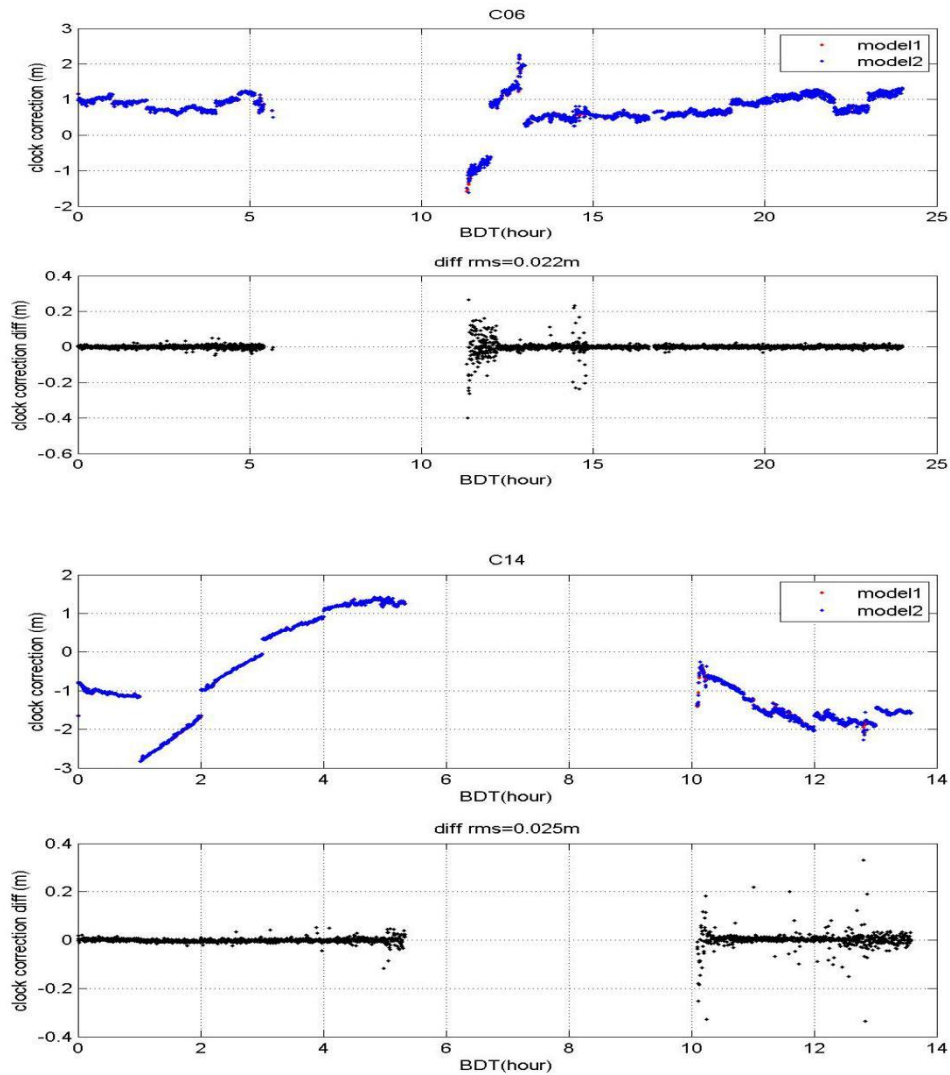 C06
3
2
1
0
-1
-2
clock correction (m)
model1
model2
0 5 10 15 20 25
BDT(hour)
diff rms=0.022m
0.4
0.2
0
-0.2
-0.4
-0.6
clock correction diff (m)
0 5 10 15 20 25
BDT(hour)
C14
2
1
0
-1
-2
-3
clock correction (m)
model1
model2
0 2 4 6 8 10 12 14
BDT(hour)
diff rms=0.025m
0.4
0.2
0
-0.2
-0.4
clock correction diff (m)
0 2 4 6 8 10 12 14
BDT(hour)